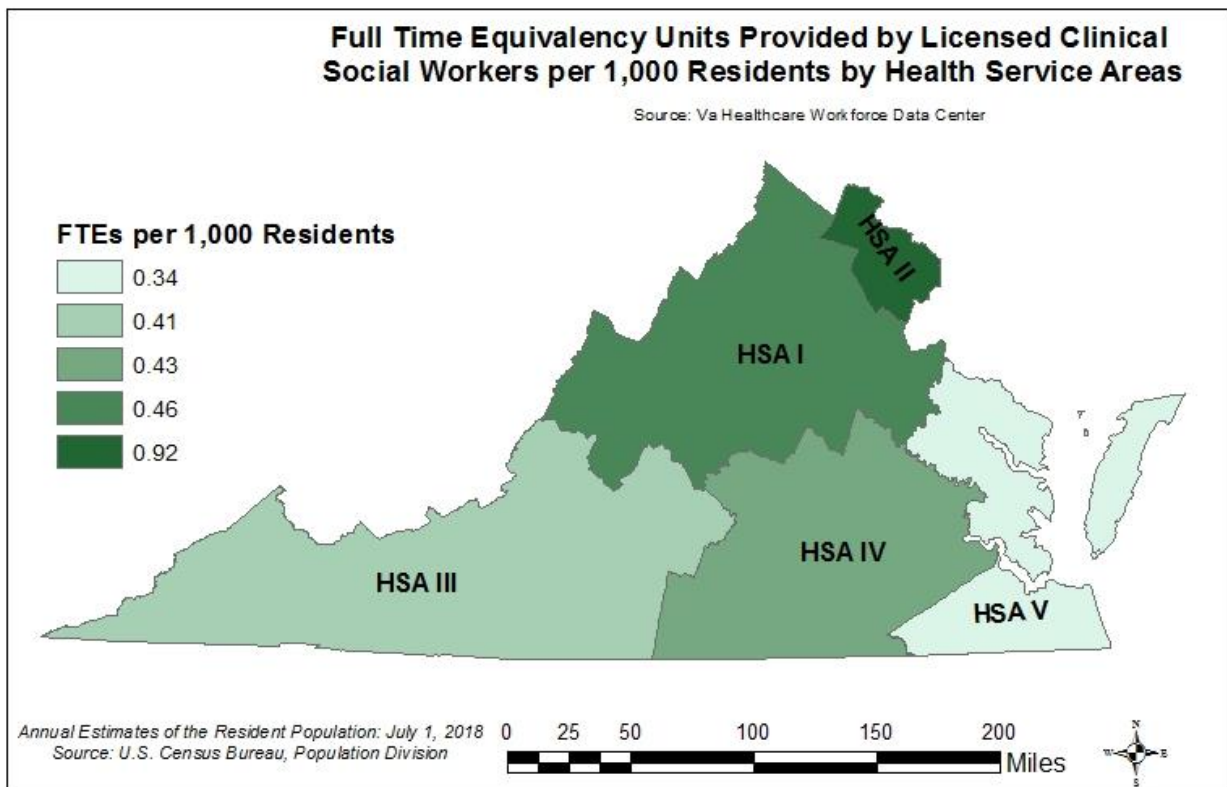 Full Time Equivalency Units Provided by Licensed Clinical
Social Workers per 1,000 Residents by Health Service Areas
Source: Va Healthcare Workforce Data Center
FTEs per 1,000 Residents
0.34
0.41
0.43
0.46
0.92
HSA II
HSA I
HSA IV
HSA III
HSA V
Annual Estimates of the Resident Population: July 1, 2018
Source: U.S. Census Bureau, Population Division
0 25 50 100 150 200
Miles
N
W E
S